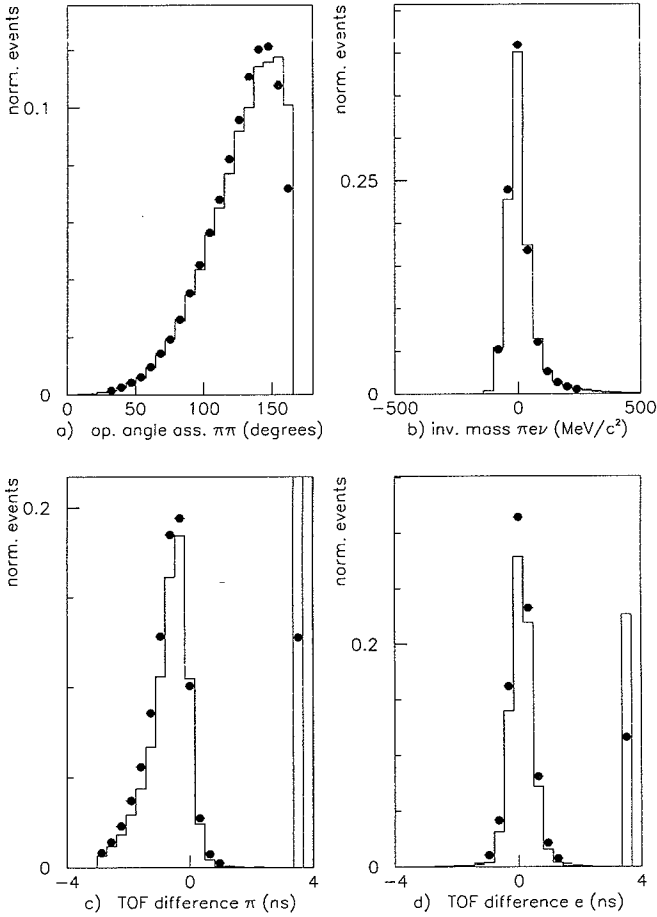 norm. events
0.1
0
0 50 100 150
a) op. angle ass. ππ (degrees)
norm. events
0.25
0
−500 0 500
b) inv. mass πeν (MeV/c²)
norm. events
0.2
0
−4 0 4
c) TOF difference π (ns)
norm. events
0.2
0
−4 0 4
d) TOF difference e (ns)